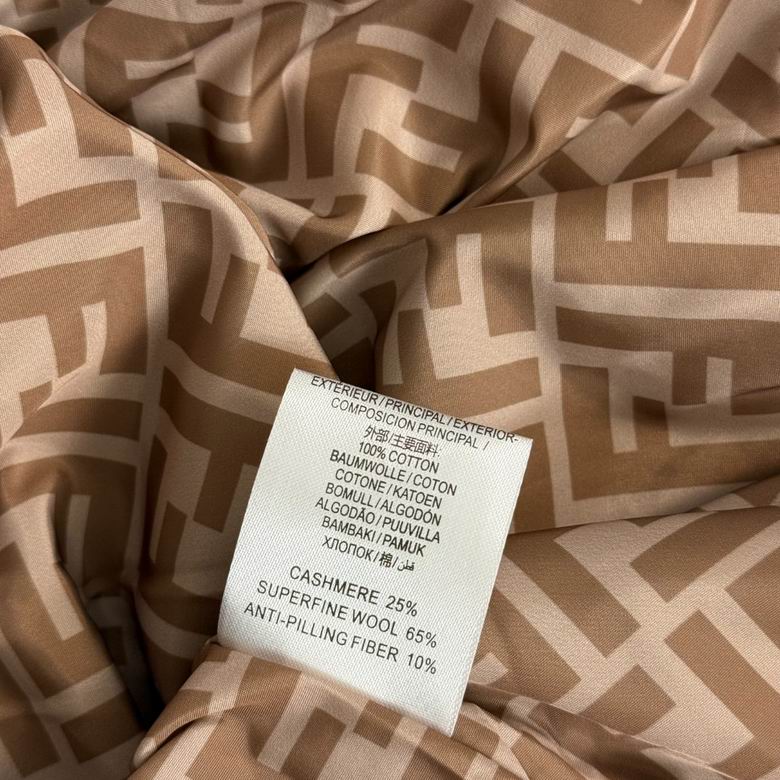 EXTÉRIEUR / PRINCIPAL / EXTERIOR-
COMPOSICION PRINCIPAL /
外部/主要面料:
100% COTTON
BAUMWOLLE / COTON
COTONE / KATOEN
BOMULL / ALGODÓN
ALGODÃO / PUUVILLA
BAMBAKI / PAMUK
ХЛОПОК / 棉 / قطن
CASHMERE 25%
SUPERFINE WOOL 65%
ANTI-PILLING FIBER 10%